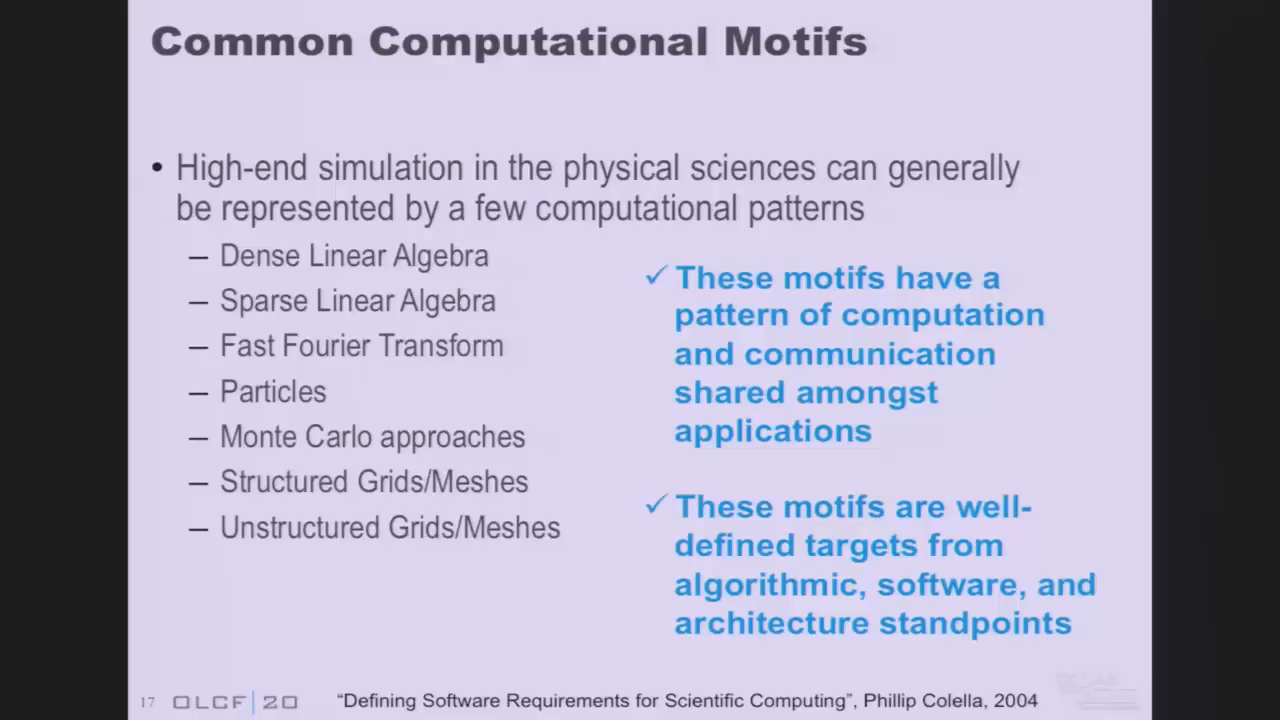 Common Computational Motifs
• High-end simulation in the physical sciences can generally
be represented by a few computational patterns
– Dense Linear Algebra
– Sparse Linear Algebra
– Fast Fourier Transform
– Particles
– Monte Carlo approaches
– Structured Grids/Meshes
– Unstructured Grids/Meshes
✓ These motifs have a
pattern of computation
and communication
shared amongst
applications
✓ These motifs are well-
defined targets from
algorithmic, software, and
architecture standpoints
17 OLCF|20 “Defining Software Requirements for Scientific Computing”, Phillip Colella, 2004